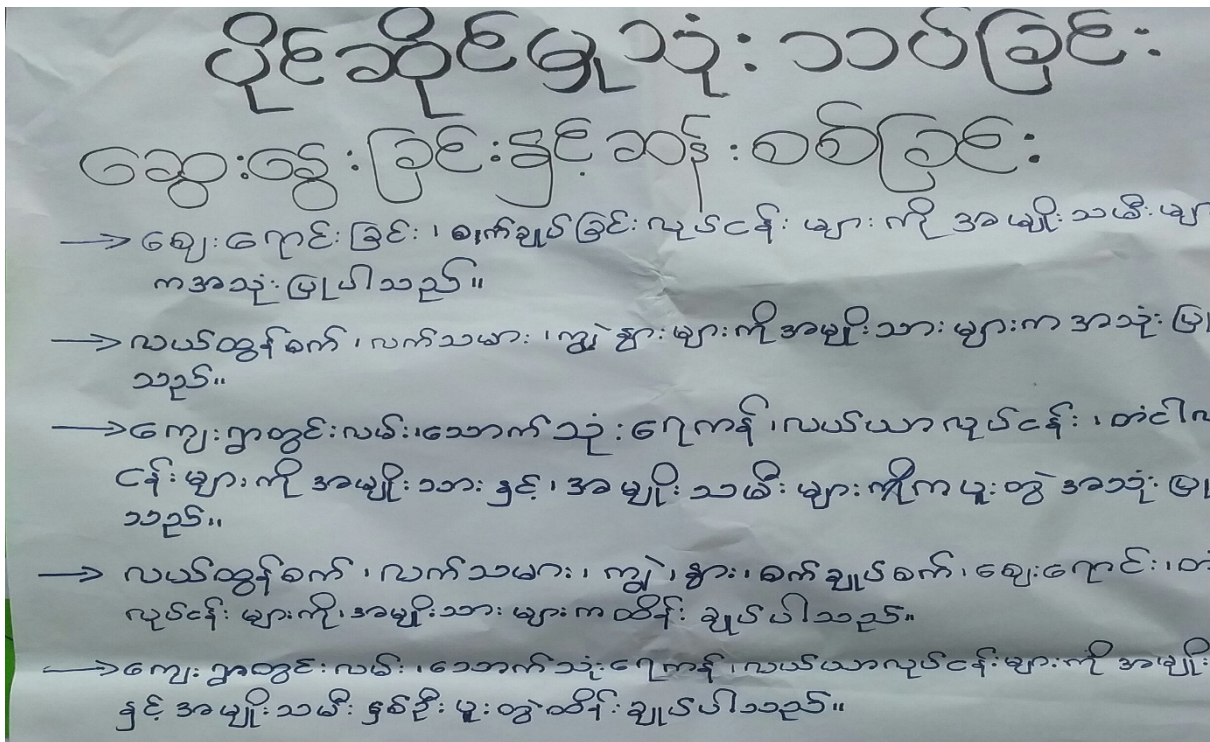 ပိုင်ဆိုင်မှုသုံးသပ်ခြင်း
ဆွေးနွေးခြင်းနှင့်ဆန်းစစ်ခြင်း
→ ဈေးရောင်းခြင်း၊ စက်ချုပ်ခြင်းလုပ်ငန်းများကို အမျိုးသမီးများ
ကအသုံးပြုပါသည်။
→ လယ်ထွန်စက်၊ လက်သမား၊ ကျွဲနွားများကိုအမျိုးသားများကအသုံးပြု
သည်။
→ ကျေးရွာတွင်းလမ်း၊ သောက်သုံးရေကန်၊ လယ်ယာလုပ်ငန်း၊ တံငါလ
ငန်းများကို အမျိုးသားနှင့်၊ အမျိုးသမီးများကိုကပူးတွဲအသုံးပြု
သည်။
→ လယ်ထွန်စက်၊ လက်သမား၊ ကျွဲ၊ နွား၊ စက်ချုပ်စက်၊ ဈေးရောင်း၊ တံ
လုပ်ငန်းများကို၊ အမျိုးသားများကထိန်းချုပ်ပါသည်။
→ ကျေးရွာတွင်းလမ်း၊ သောက်သုံးရေကန်၊ လယ်ယာလုပ်ငန်းများကို အမျိုး
နှင့်အမျိုးသမီးနှစ်ဦးပူးတွဲထိန်းချုပ်ပါသည်။